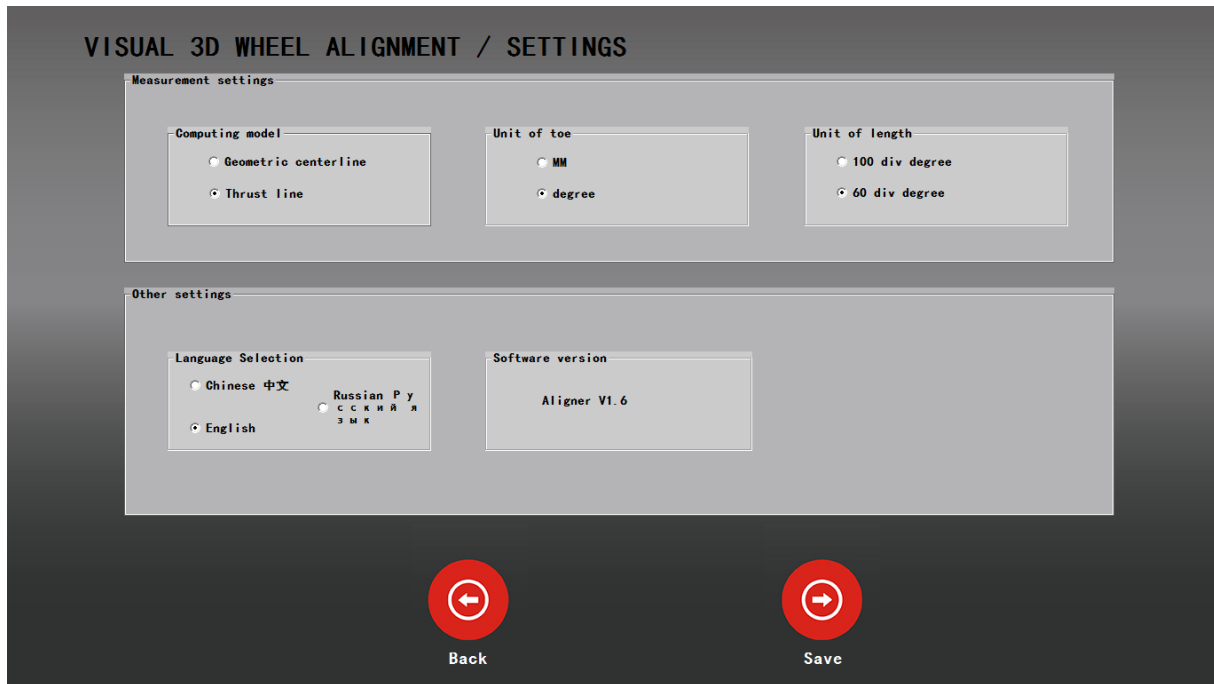 VISUAL 3D WHEEL ALIGNMENT / SETTINGS
Measurement settings
Computing model
Geometric centerline
Thrust line
Unit of toe
MM
degree
Unit of length
100 div degree
60 div degree
Other settings
Language Selection
Chinese 中文
English
Russian Р у
с с к и й я
з ы к
Software version
Aligner V1.6
Back
Save